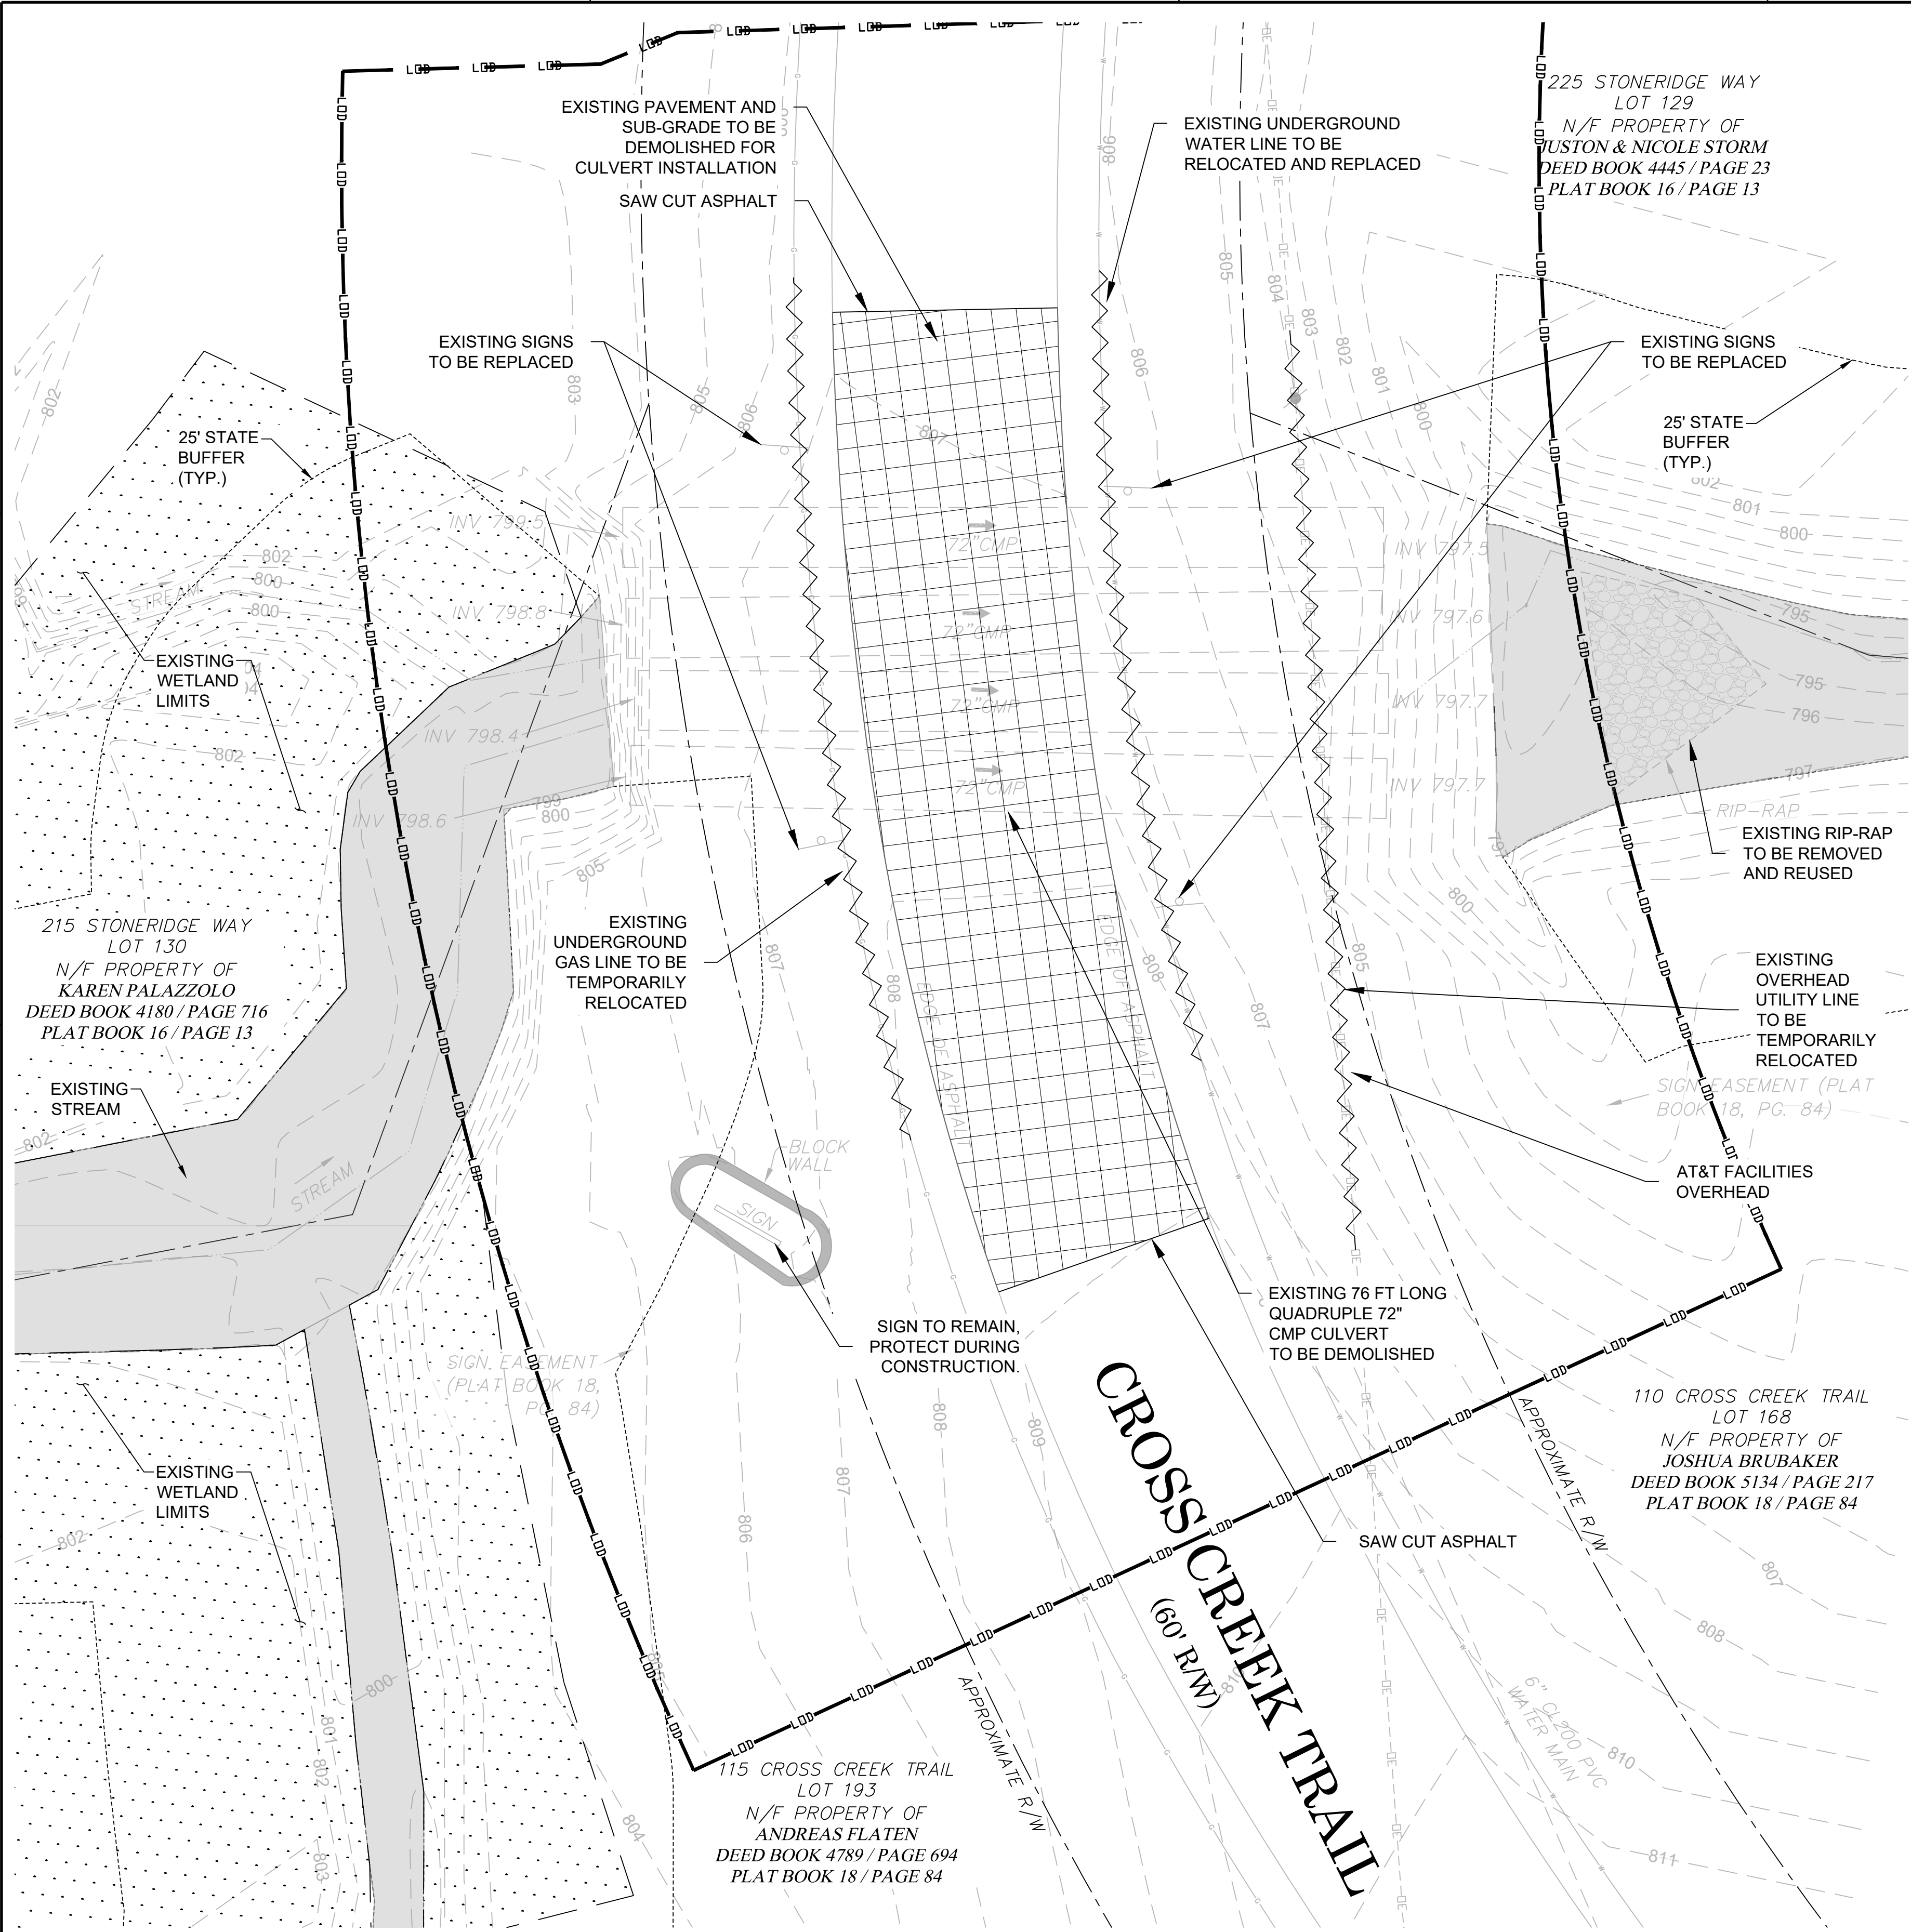 EXISTING PAVEMENT AND
SUB-GRADE TO BE
DEMOLISHED FOR
CULVERT INSTALLATION
SAW CUT ASPHALT
EXISTING UNDERGROUND
WATER LINE TO BE
RELOCATED AND REPLACED
225 STONERIDGE WAY
LOT 129
N/F PROPERTY OF
JUSTON & NICOLE STORM
DEED BOOK 4445 / PAGE 23
PLAT BOOK 16 / PAGE 13
EXISTING SIGNS
TO BE REPLACED
EXISTING SIGNS
TO BE REPLACED
25' STATE
BUFFER
(TYP.)
25' STATE
BUFFER
(TYP.)
INV 799.5
INV 798.8
INV 798.4
INV 798.6
72"CMP
72"CMP
72"CMP
72"CMP
INV 797.5
INV 797.6
INV 797.7
INV 797.7
STREAM
EXISTING
WETLAND
LIMITS
RIP-RAP
EXISTING RIP-RAP
TO BE REMOVED
AND REUSED
215 STONERIDGE WAY
LOT 130
N/F PROPERTY OF
KAREN PALAZZOLO
DEED BOOK 4180 / PAGE 716
PLAT BOOK 16 / PAGE 13
EXISTING
UNDERGROUND
GAS LINE TO BE
TEMPORARILY
RELOCATED
EDGE OF ASPHALT
EDGE OF ASPHALT
EXISTING
OVERHEAD
UTILITY LINE
TO BE
TEMPORARILY
RELOCATED
SIGN EASEMENT (PLAT
BOOK 18, PG. 84)
EXISTING
STREAM
STREAM
BLOCK
WALL
SIGN
AT&T FACILITIES
OVERHEAD
SIGN TO REMAIN,
PROTECT DURING
CONSTRUCTION.
EXISTING 76 FT LONG
QUADRUPLE 72"
CMP CULVERT
TO BE DEMOLISHED
SIGN EASEMENT
(PLAT BOOK 18,
PG. 84)
110 CROSS CREEK TRAIL
LOT 168
N/F PROPERTY OF
JOSHUA BRUBAKER
DEED BOOK 5134 / PAGE 217
PLAT BOOK 18 / PAGE 84
EXISTING
WETLAND
LIMITS
SAW CUT ASPHALT
CROSS CREEK TRAIL
(60' R/W)
APPROXIMATE R/W
APPROXIMATE R/W
6" CL200 PVC
WATER MAIN
115 CROSS CREEK TRAIL
LOT 193
N/F PROPERTY OF
ANDREAS FLATEN
DEED BOOK 4789 / PAGE 694
PLAT BOOK 18 / PAGE 84